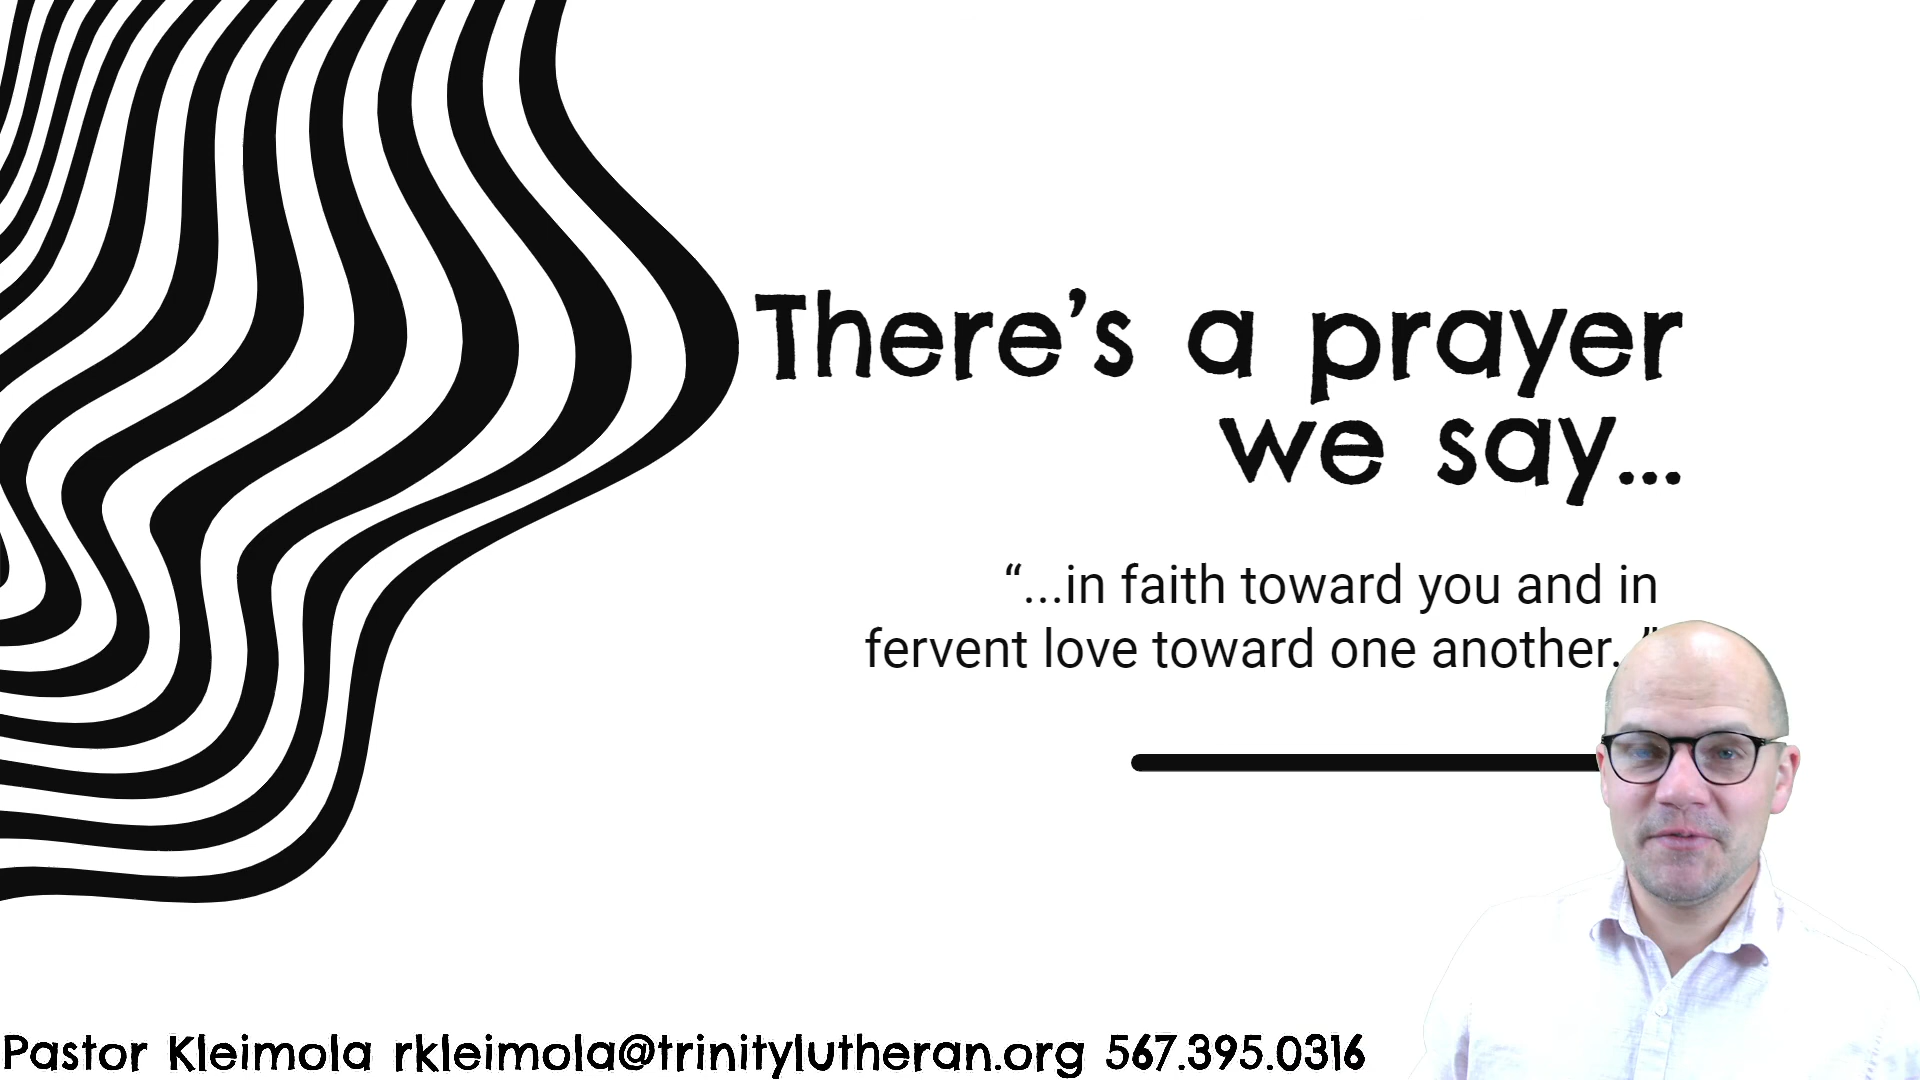 There’s a prayer
we say...
“...in faith toward you and in
fervent love toward one another.”
Pastor Kleimola rkleimola@trinitylutheran.org 567.395.0316